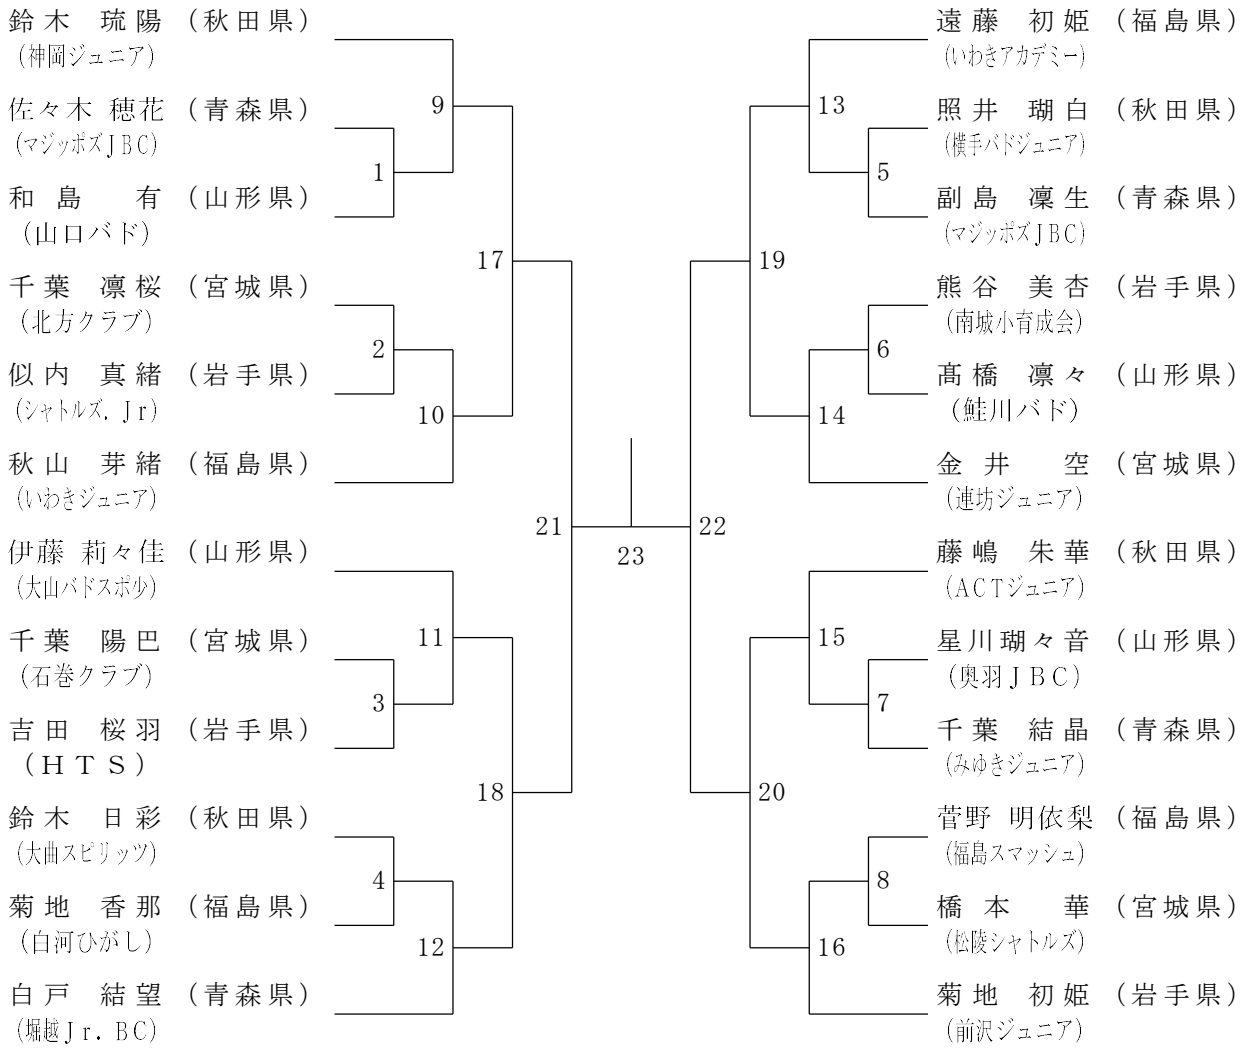 鈴木 琉陽 (秋田県)
(神岡ジュニア)
佐々木 穂花 (青森県)
(マジッポズJBC)
和島 有 (山形県)
(山口バド)
千葉 凛桜 (宮城県)
(北方クラブ)
似内 真緒 (岩手県)
(シャトルズ.Jr)
秋山 芽緒 (福島県)
(いわきジュニア)
伊藤 莉々佳 (山形県)
(大山バドスポ少)
千葉 陽巴 (宮城県)
(石巻クラブ)
吉田 桜羽 (岩手県)
(HTS)
鈴木 日彩 (秋田県)
(大曲スピリッツ)
菊地 香那 (福島県)
(白河ひがし)
白戸 結望 (青森県)
(堀越Jr.BC)
9
1
17
2
10
21
11
3
18
4
12
23
13
5
19
6
14
22
15
7
20
8
16
遠藤 初姫 (福島県)
(いわきアカデミー)
照井 瑚白 (秋田県)
(横手バドジュニア)
副島 凜生 (青森県)
(マジッポズJBC)
熊谷 美杏 (岩手県)
(南城小育成会)
髙橋 凛々 (山形県)
(鮭川バド)
金井 空 (宮城県)
(連坊ジュニア)
藤嶋 朱華 (秋田県)
(ACTジュニア)
星川瑚々音 (山形県)
(奥羽JBC)
千葉 結晶 (青森県)
(みゆきジュニア)
菅野 明依梨 (福島県)
(福島スマッシュ)
橋本 華 (宮城県)
(松陵シャトルズ)
菊地 初姫 (岩手県)
(前沢ジュニア)